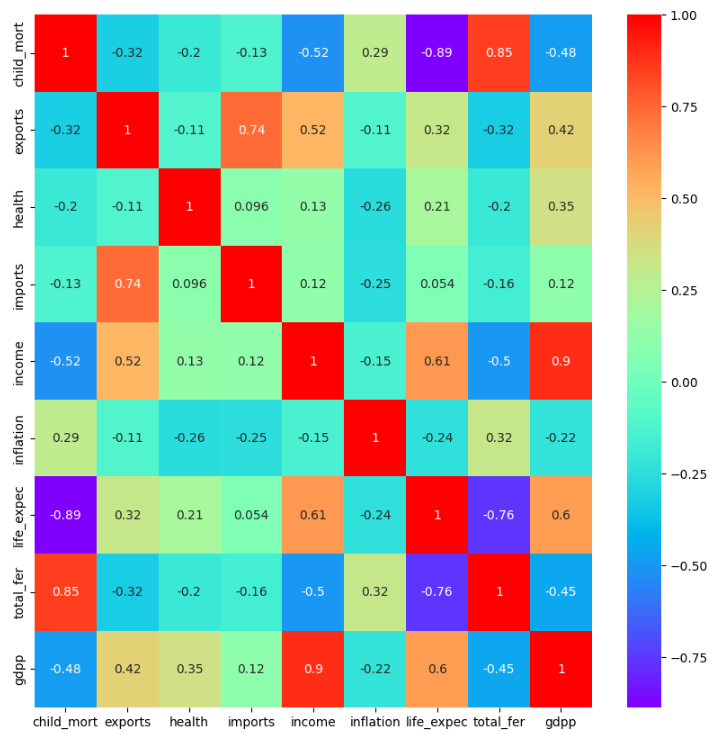 child_mort 1 -0.32 -0.2 -0.13 -0.52 0.29 -0.89 0.85 -0.48
exports -0.32 1 -0.11 0.74 0.52 -0.11 0.32 -0.32 0.42
health -0.2 -0.11 1 0.096 0.13 -0.26 0.21 -0.2 0.35
imports -0.13 0.74 0.096 1 0.12 -0.25 0.054 -0.16 0.12
income -0.52 0.52 0.13 0.12 1 -0.15 0.61 -0.5 0.9
inflation 0.29 -0.11 -0.26 -0.25 -0.15 1 -0.24 0.32 -0.22
life_expec -0.89 0.32 0.21 0.054 0.61 -0.24 1 -0.76 0.6
total_fer 0.85 -0.32 -0.2 -0.16 -0.5 0.32 -0.76 1 -0.45
gdpp -0.48 0.42 0.35 0.12 0.9 -0.22 0.6 -0.45 1
child_mort exports health imports income inflation life_expec total_fer gdpp
1.00
0.75
0.50
0.25
0.00
−0.25
−0.50
−0.75